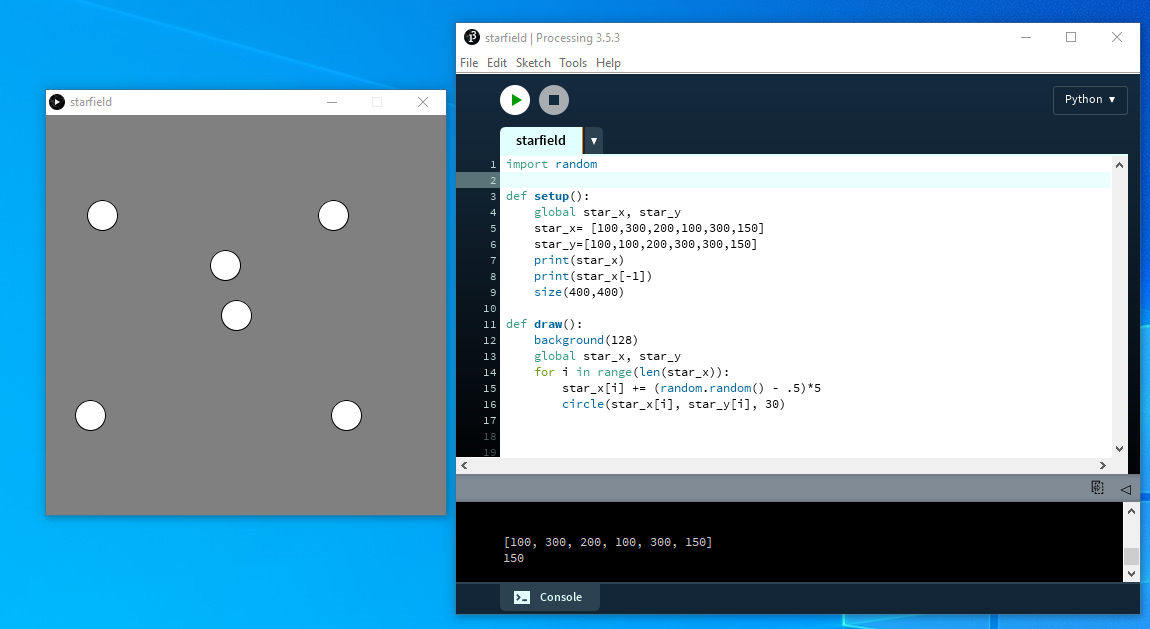 starfield
starfield | Processing 3.5.3
File Edit Sketch Tools Help
Python ▼
starfield ▼
1 import random
2
3 def setup():
4     global star_x, star_y
5     star_x= [100,300,200,100,300,150]
6     star_y=[100,100,200,300,300,150]
7     print(star_x)
8     print(star_x[-1])
9     size(400,400)
10
11 def draw():
12     background(128)
13     global star_x, star_y
14     for i in range(len(star_x)):
15         star_x[i] += (random.random() - .5)*5
16         circle(star_x[i], star_y[i], 30)
17
18
19
[100, 300, 200, 100, 300, 150]
150
Console